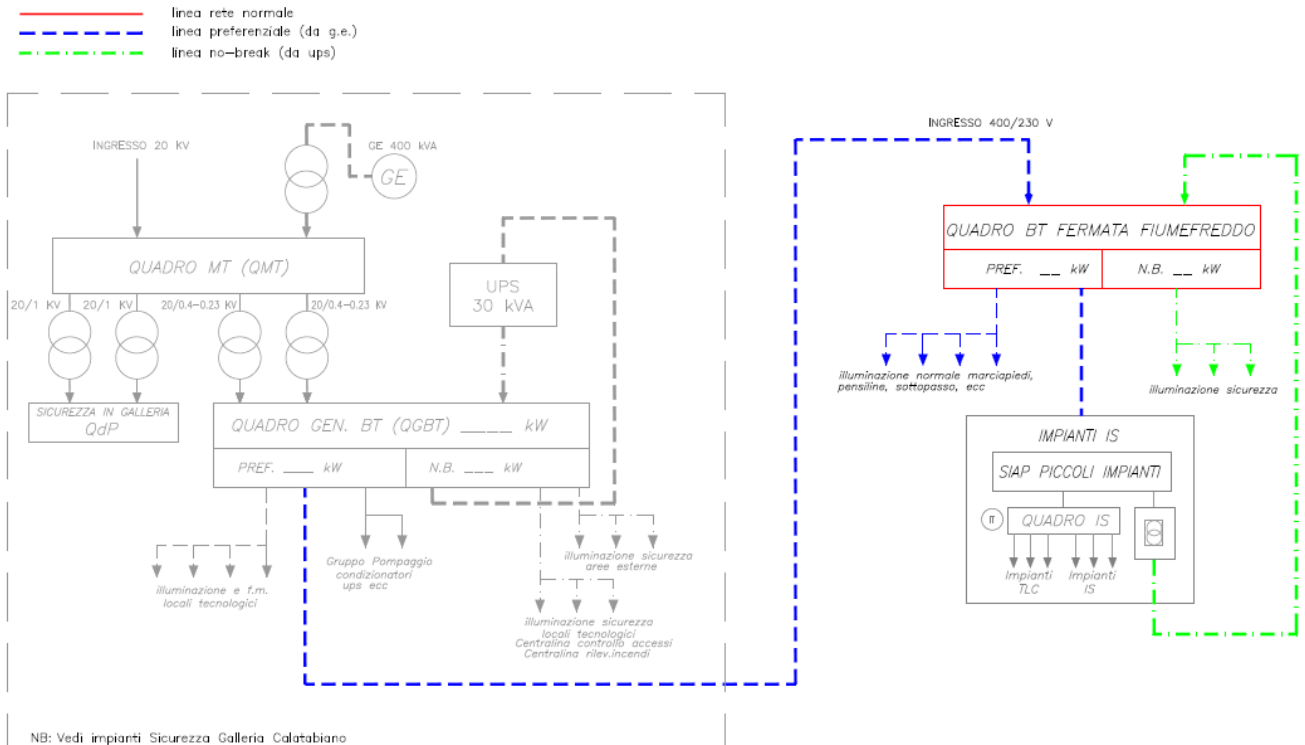 linea rete normale
linea preferenziale (da g.e.)
linea no-break (da ups)
INGRESSO 20 KV
GE 400 kVA
GE
QUADRO MT (QMT)
UPS
30 kVA
20/1 KV
20/1 KV
20/0.4-0.23 KV
20/0.4-0.23 KV
SICUREZZA IN GALLERIA
QdP
QUADRO GEN. BT (QGBT) ____ kW
PREF. ___ kW
N.B. ___ kW
illuminazione e f.m.
locali tecnologici
Gruppo Pompaggio
condizionatori
ups ecc
illuminazione sicurezza
aree esterne
illuminazione sicurezza
locali tecnologici
Centralina controllo accessi
Centralina rilev.incendi
NB: Vedi impianti Sicurezza Galleria Calatabiano
INGRESSO 400/230 V
QUADRO BT FERMATA FIUMEFREDDO
PREF. __ kW
N.B. __ kW
illuminazione normale marciapiedi,
pensiline, sottopasso, ecc
illuminazione sicurezza
IMPIANTI IS
SIAP PICCOLI IMPIANTI
IT
QUADRO IS
Impianti
TLC
Impianti
IS